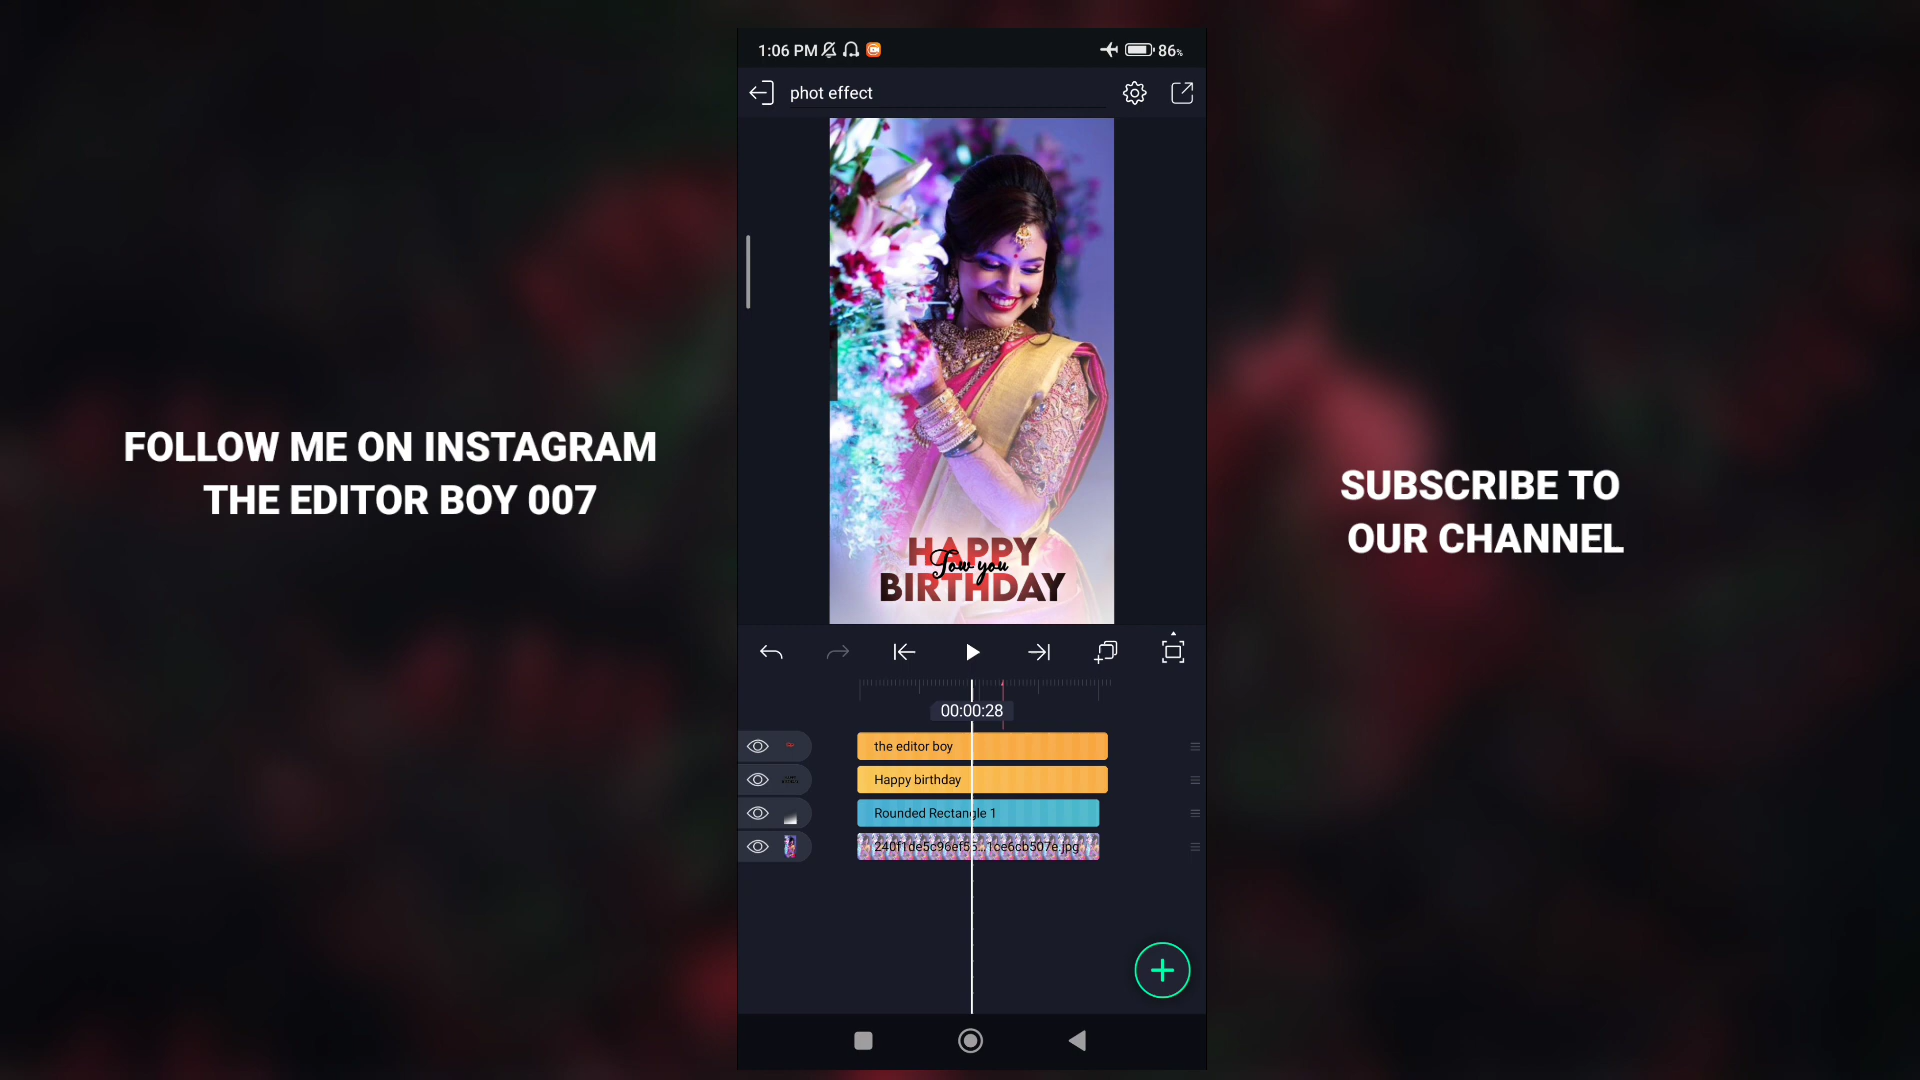 FOLLOW ME ON INSTAGRAM
THE EDITOR BOY 007
1:06 PM
86%
phot effect
HAPPY
Tow you
BIRTHDAY
00:00:28
the editor boy
Happy birthday
Rounded Rectangle 1
240f1de5c96ef55...1ce6cb507e.jpg
SUBSCRIBE TO
OUR CHANNEL